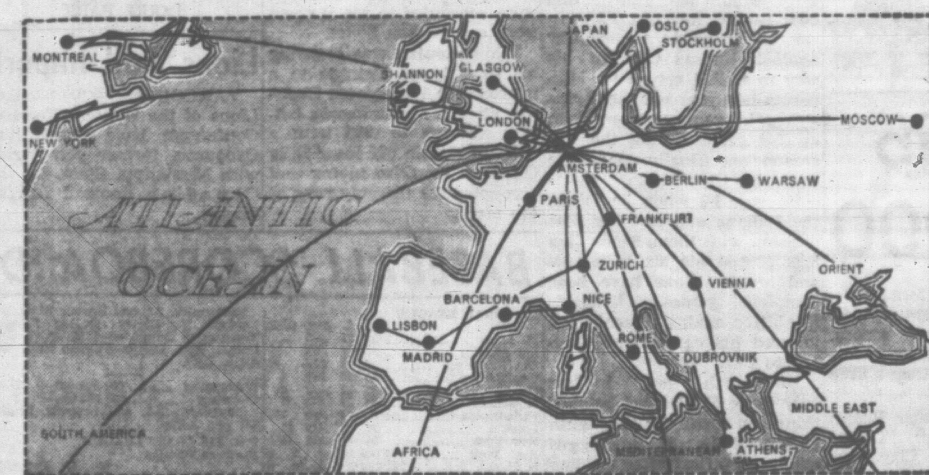 JAPAN
OSLO
STOCKHOLM
MONTREAL
SHANNON
GLASGOW
LONDON
MOSCOW
NEW YORK
AMSTERDAM
BERLIN
WARSAW
PARIS
FRANKFURT
ATLANTIC
OCEAN
ZURICH
ORIENT
VIENNA
BARCELONA
NICE
LISBON
MADRID
ROME
DUBROVNIK
MIDDLE EAST
SOUTH AMERICA
AFRICA
MEDITERRANEAN
ATHENS